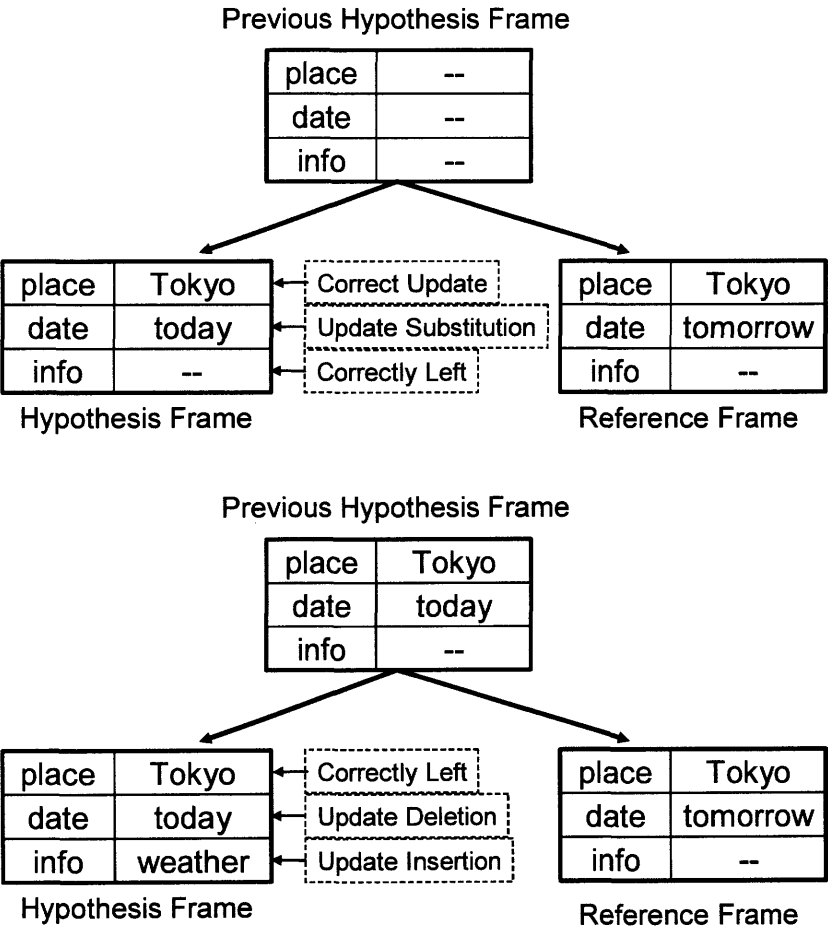 Previous Hypothesis Frame
place --
date --
info --
place Tokyo Correct Update place Tokyo
date today Update Substitution date tomorrow
info -- Correctly Left info --
Hypothesis Frame Reference Frame
Previous Hypothesis Frame
place Tokyo
date today
info --
place Tokyo Correctly Left place Tokyo
date today Update Deletion date tomorrow
info weather Update Insertion info --
Hypothesis Frame Reference Frame